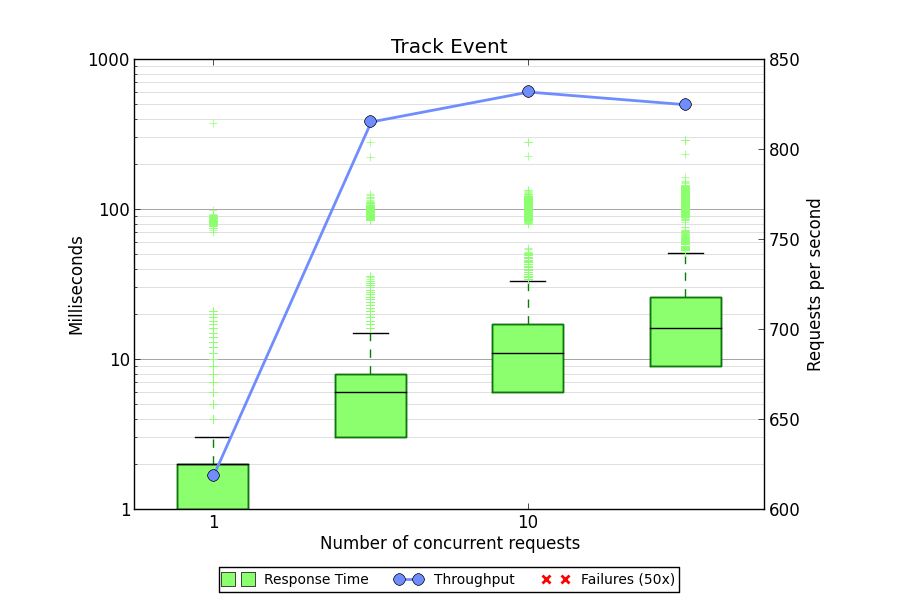 Track Event
1000
100
10
1
Milliseconds
850
800
750
700
650
600
Requests per second
1 10
Number of concurrent requests
Response Time Throughput Failures (50x)